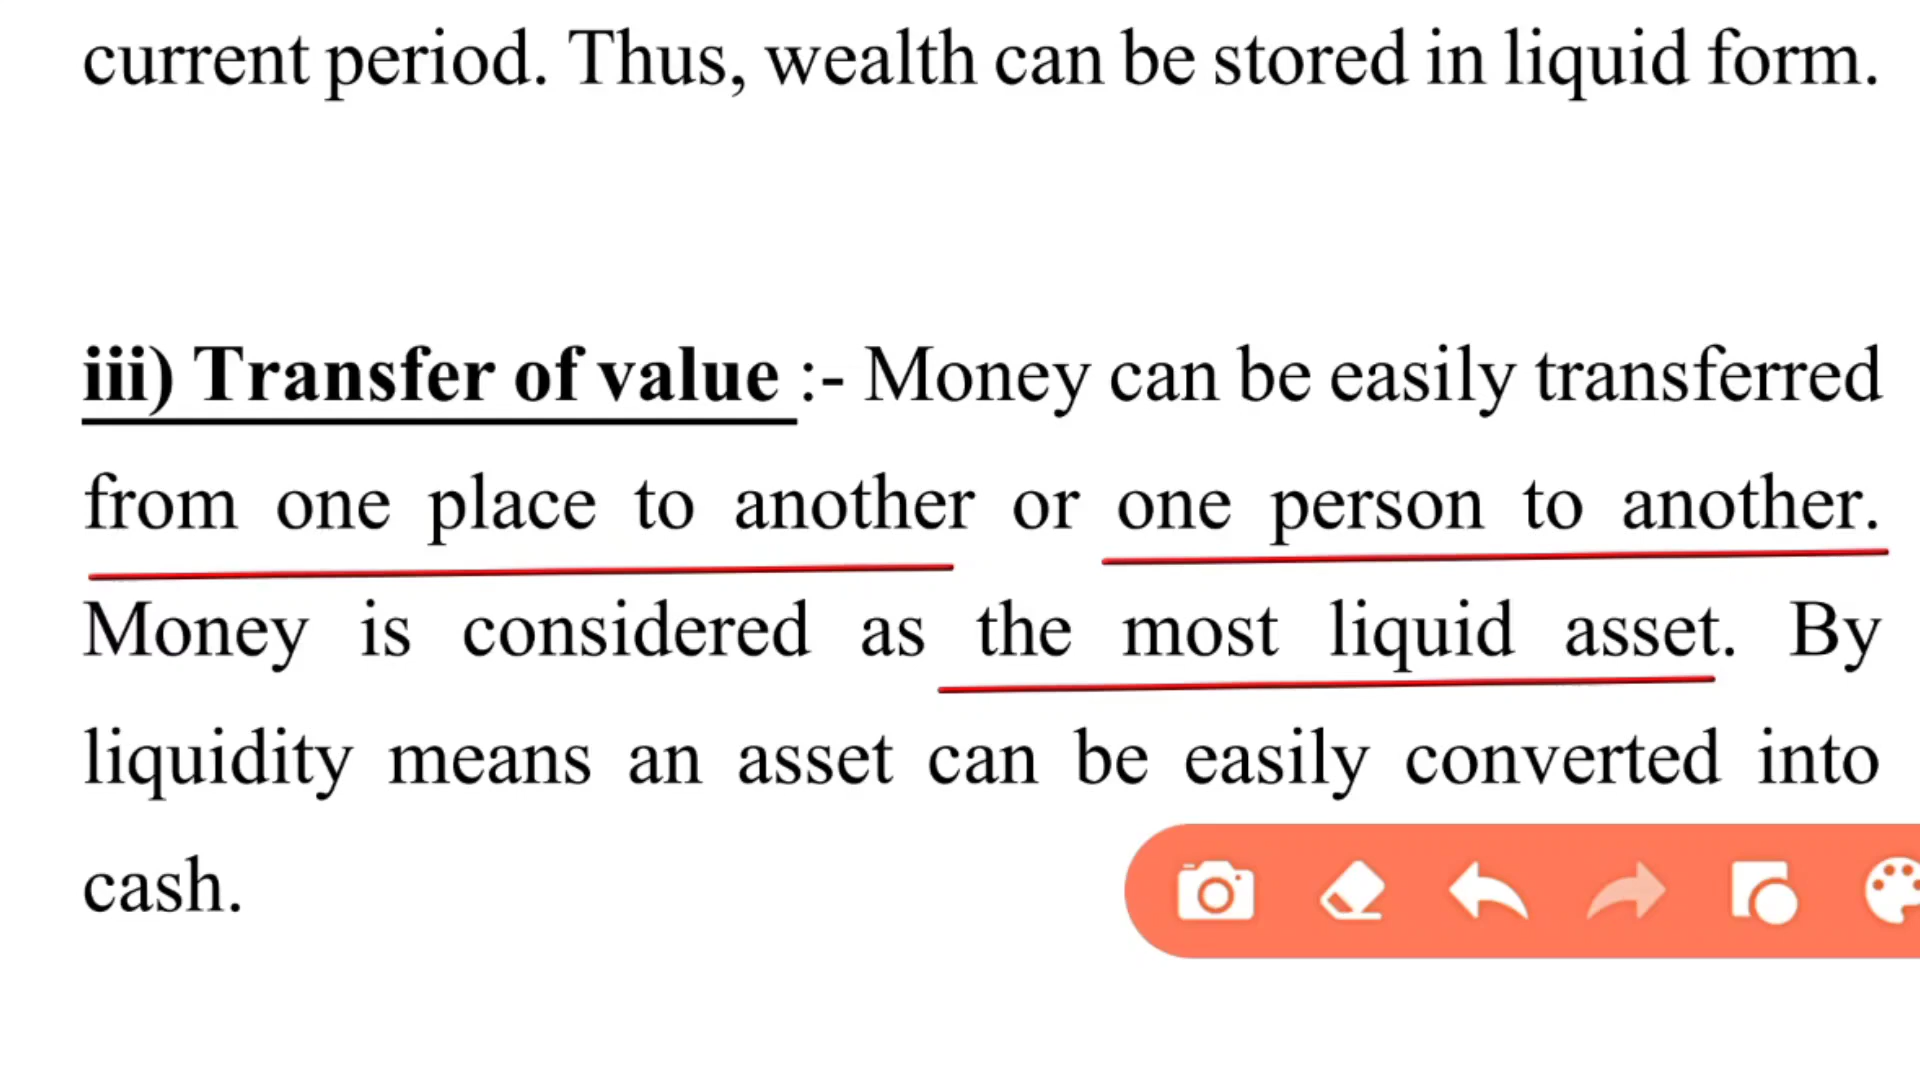 current period. Thus, wealth can be stored in liquid form.
iii) Transfer of value :- Money can be easily transferred
from one place to another or one person to another.
Money is considered as the most liquid asset. By
liquidity means an asset can be easily converted into
cash.